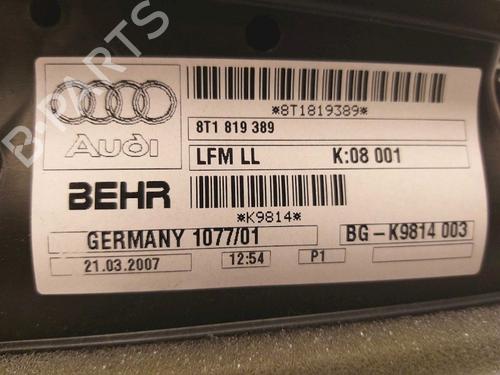 B-PARTS
*8T1819389*
Audi
8T1 819 389
LFM LL K:08 001
BEHR
*K9814*
GERMANY 1077/01 BG-K9814 003
21.03.2007 12:54 P1